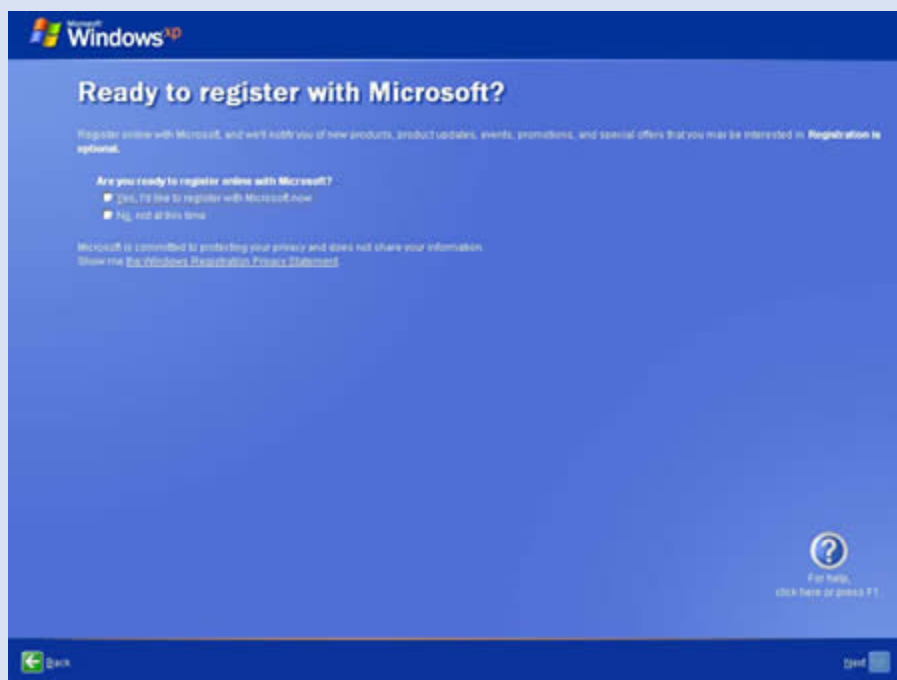 Microsoft
Windows xp
Ready to register with Microsoft?
Register online with Microsoft, and we'll notify you of new products, product updates, events, promotions, and special offers that you may be interested in. Registration is
optional.
Are you ready to register online with Microsoft?
Yes, I'd like to register with Microsoft now
No, not at this time
Microsoft is committed to protecting your privacy and does not share your information.
Show me the Windows Registration Privacy Statement.
For help,
click here or press F1.
Back
Next